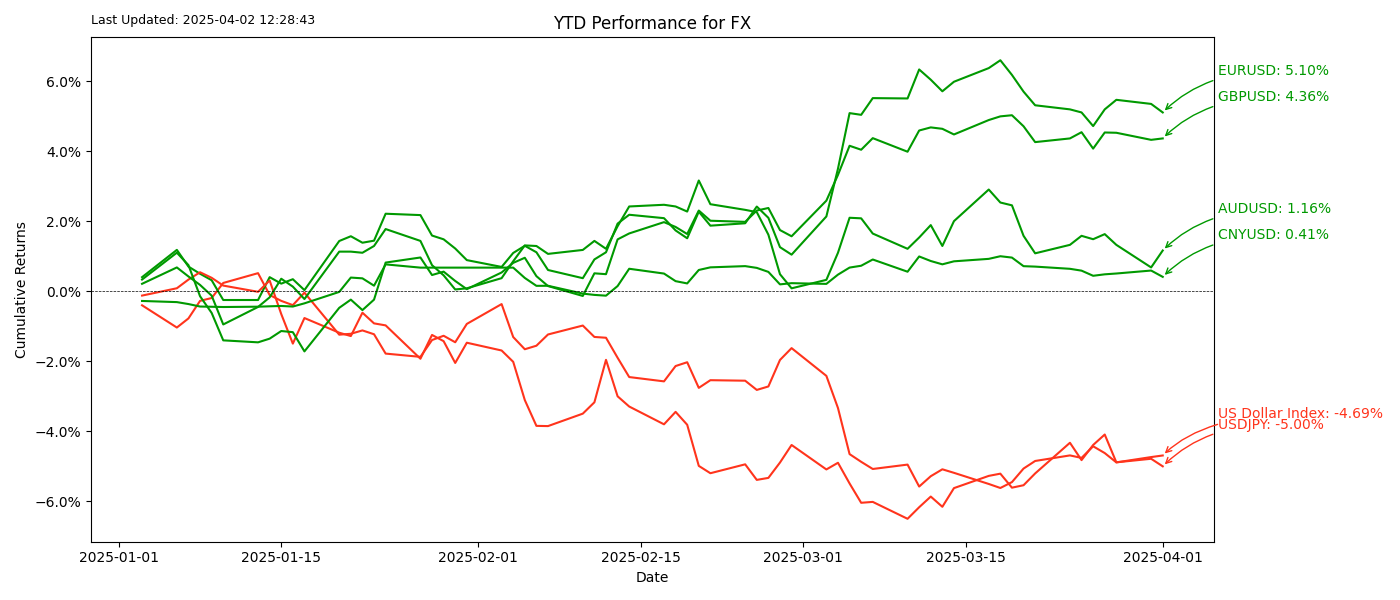 Last Updated: 2025-04-02 12:28:43
YTD Performance for FX
6.0%
4.0%
2.0%
0.0%
−2.0%
−4.0%
−6.0%
Cumulative Returns
EURUSD: 5.10%
GBPUSD: 4.36%
AUDUSD: 1.16%
CNYUSD: 0.41%
US Dollar Index: -4.69%
USDJPY: -5.00%
2025-01-01
2025-01-15
2025-02-01
2025-02-15
2025-03-01
2025-03-15
2025-04-01
Date